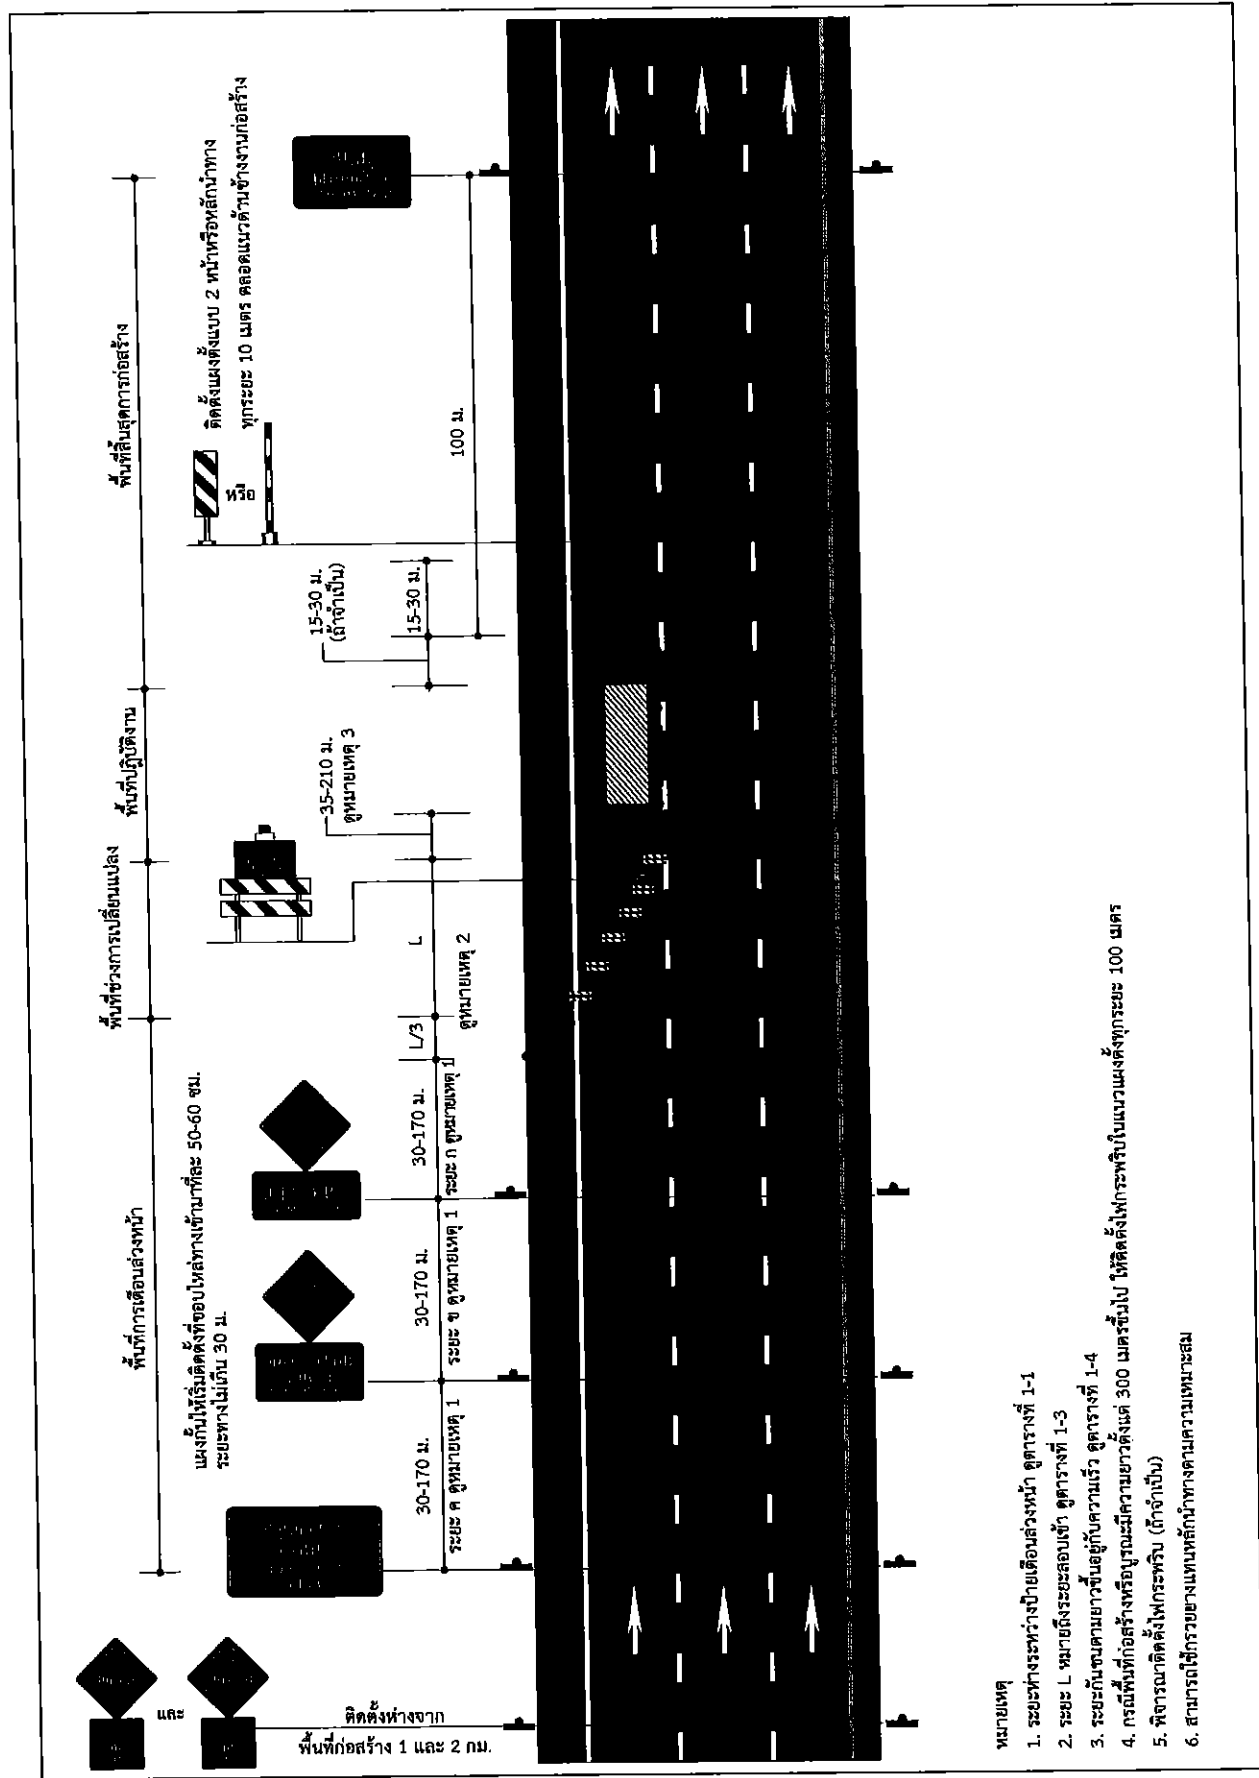 พื้นที่การเตือนล่วงหน้า
พื้นที่ช่วงการเปลี่ยนแปลง
พื้นที่ปฏิบัติงาน
พื้นที่สิ้นสุดการก่อสร้าง
แผงกั้นให้เริ่มติดตั้งที่ขอบไหล่ทางเข้ามาทีละ 50-60 ซม.
ระยะทางไม่เกิน 30 ม.
ติดตั้งแผงตั้งแบบ 2 หน้าหรือหลักนำทาง
ทุกระยะ 10 เมตร ตลอดแนวด้านข้างงานก่อสร้าง
หรือ
และ
ติดตั้งห่างจาก
พื้นที่ก่อสร้าง 1 และ 2 กม.
30-170 ม.
ระยะ ค ดูหมายเหตุ 1
30-170 ม.
ระยะ ข ดูหมายเหตุ 1
30-170 ม.
ระยะ ก ดูหมายเหตุ 1
L/3
L
ดูหมายเหตุ 2
35-210 ม.
ดูหมายเหตุ 3
15-30 ม.
(ถ้าจำเป็น)
15-30 ม.
100 ม.
หมายเหตุ
1. ระยะห่างระหว่างป้ายเตือนล่วงหน้า ดูตารางที่ 1-1
2. ระยะ L หมายถึงระยะสอบเข้า ดูตารางที่ 1-3
3. ระยะกันชนตามยาวขึ้นอยู่กับความเร็ว ดูตารางที่ 1-4
4. กรณีพื้นที่ก่อสร้างหรือบูรณะมีความยาวตั้งแต่ 300 เมตรขึ้นไป ให้ติดตั้งไฟกระพริบในแนวแผงตั้งทุกระยะ 100 เมตร
5. พิจารณาติดตั้งไฟกระพริบ (ถ้าจำเป็น)
6. สามารถใช้กรวยยางแทนหลักนำทางตามความเหมาะสม